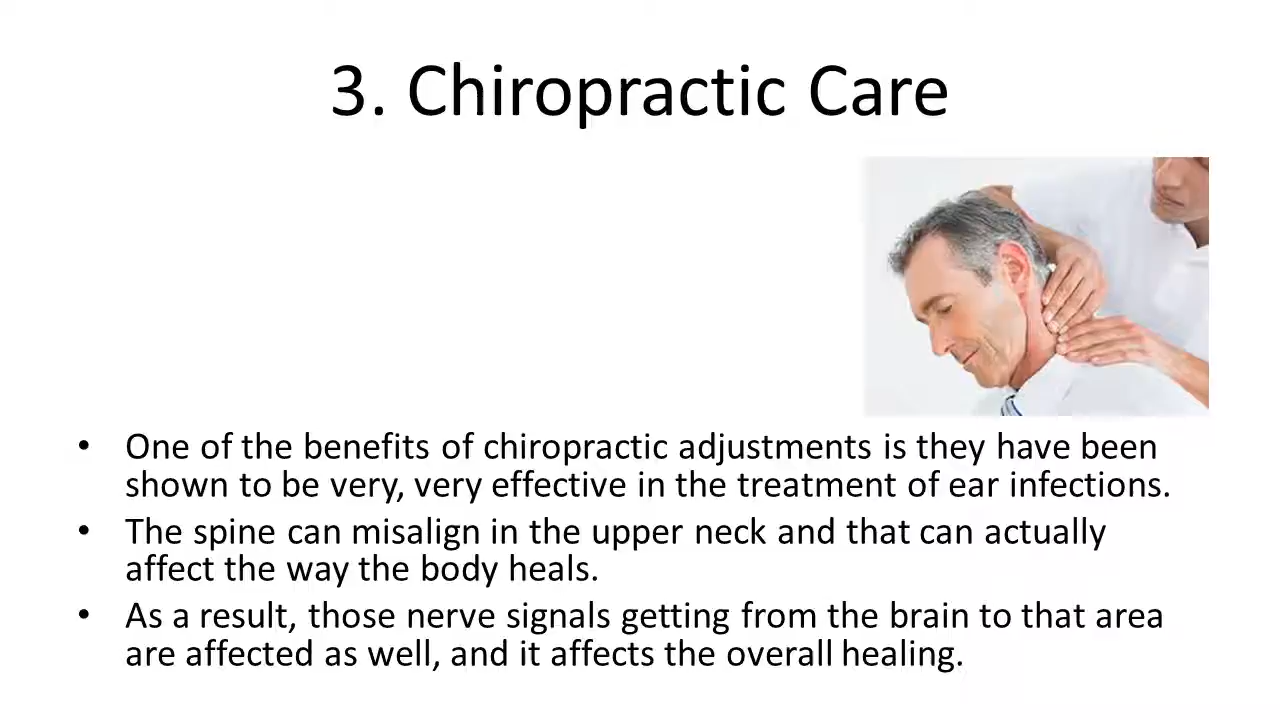 3. Chiropractic Care
• One of the benefits of chiropractic adjustments is they have been
shown to be very, very effective in the treatment of ear infections.
• The spine can misalign in the upper neck and that can actually
affect the way the body heals.
• As a result, those nerve signals getting from the brain to that area
are affected as well, and it affects the overall healing.